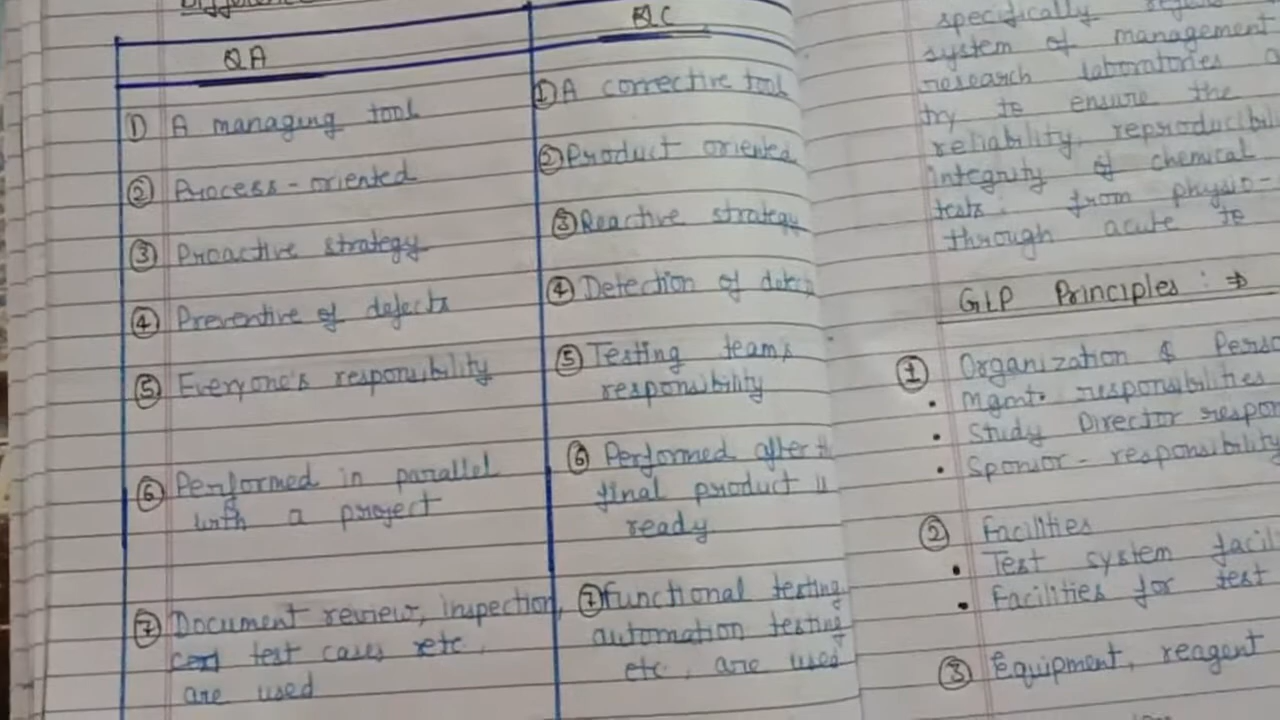 QA
QC
① A managing tool
② Process-oriented
③ Proactive strategy
④ Preventive of defects
⑤ Everyone's responsibility
⑥ Performed in parallel
with a project
⑦ Document review, inspection,
test cases etc.
are used
① A corrective tool
② Product oriented
③ Reactive strategy
④ Detection of
⑤ Testing team's
responsibility
⑥ Performed after
final product
ready
⑦ functional testing,
automation testing
etc, are used
specifically
system of management
research laboratories
try to ensure the
reliability, reproducibili
integrity of chemical
tests. from physio-
through acute to
GLP Principles : ⇒
① Organization & Perso
• Mgmt. responsibilities
• Study Director respon
• Sponsor - responsibility
② Facilities
• Test system facili
• Facilities for test
③ Equipment, reagent